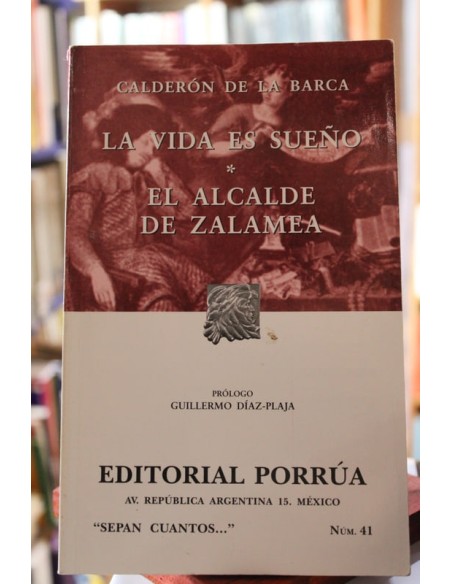 CALDERÓN DE LA BARCA
LA VIDA ES SUEÑO
*
EL ALCALDE
DE ZALAMEA
PRÓLOGO
GUILLERMO DÍAZ-PLAJA
EDITORIAL PORRÚA
AV. REPÚBLICA ARGENTINA 15. MÉXICO
“SEPAN CUANTOS...” NÚM. 41